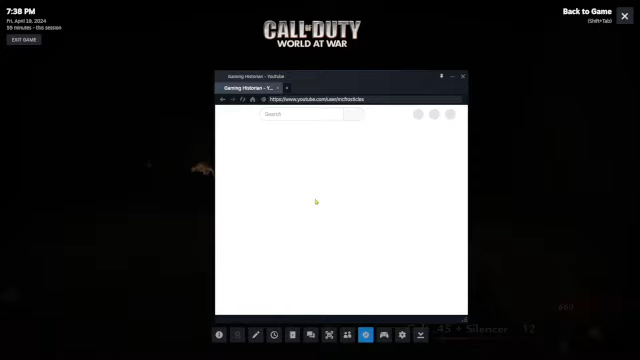 7:38 PM
Fri, April 19, 2024
59 minutes - this session
EXIT GAME
CALL OF DUTY
WORLD AT WAR
Back to Game
(Shift+Tab)
Gaming Historian - Youtube
Gaming Historian - Y...
https://www.youtube.com/user/mcfrosticles
Search
660
.45 + Silencer 12